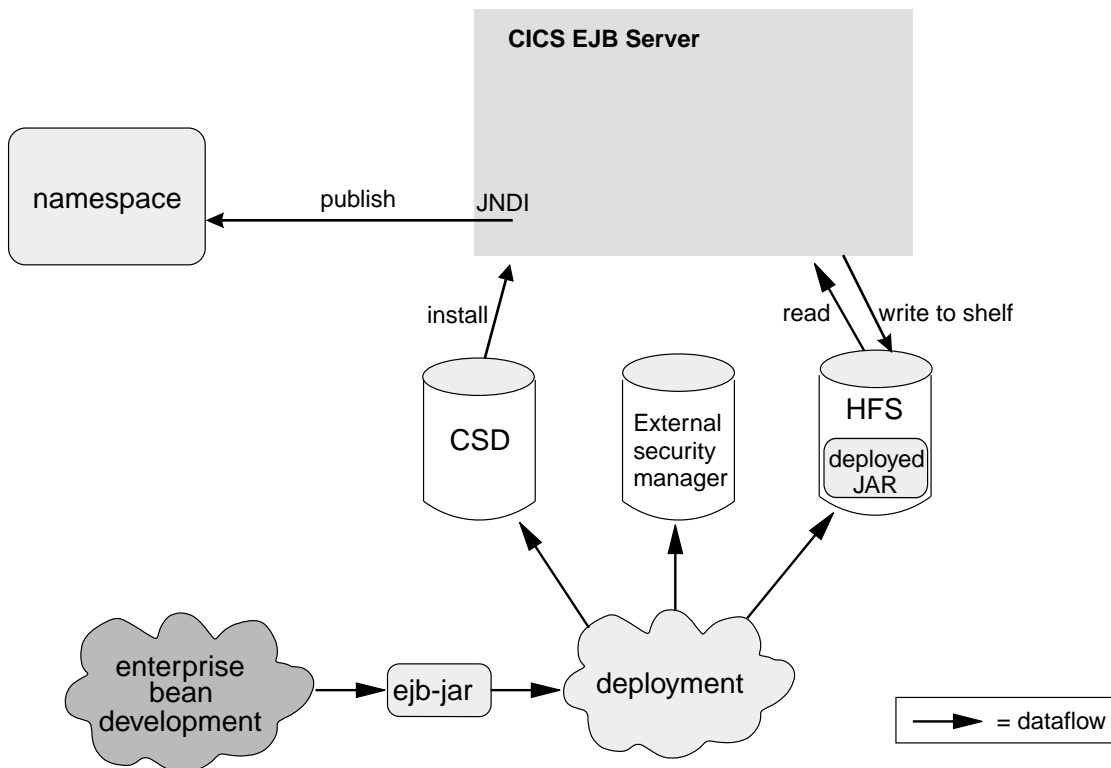 CICS EJB Server
namespace
publish
JNDI
install
read
write to shelf
CSD
External
security
manager
HFS
deployed
JAR
enterprise
bean
development
ejb-jar
deployment
= dataflow